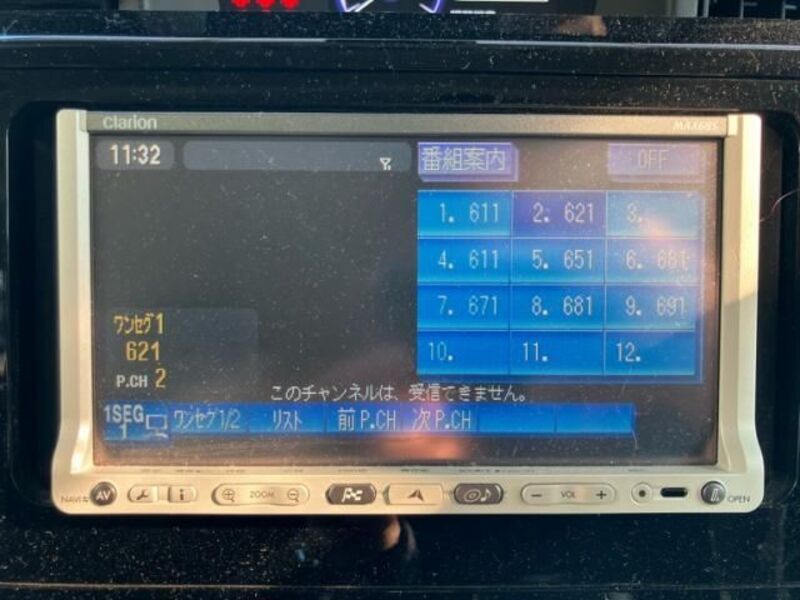 clarion MAX685
11:32 番組案内 OFF
1. 611 2. 621 3.
4. 611 5. 651 6. 681
7. 671 8. 681 9. 691
10. 11. 12.
ワンセグ1
621
P.CH 2
このチャンネルは、受信できません。
1SEG
1
ワンセグ1/2 リスト 前P.CH 次P.CH
NAVI AV i ZOOM − VOL + OPEN